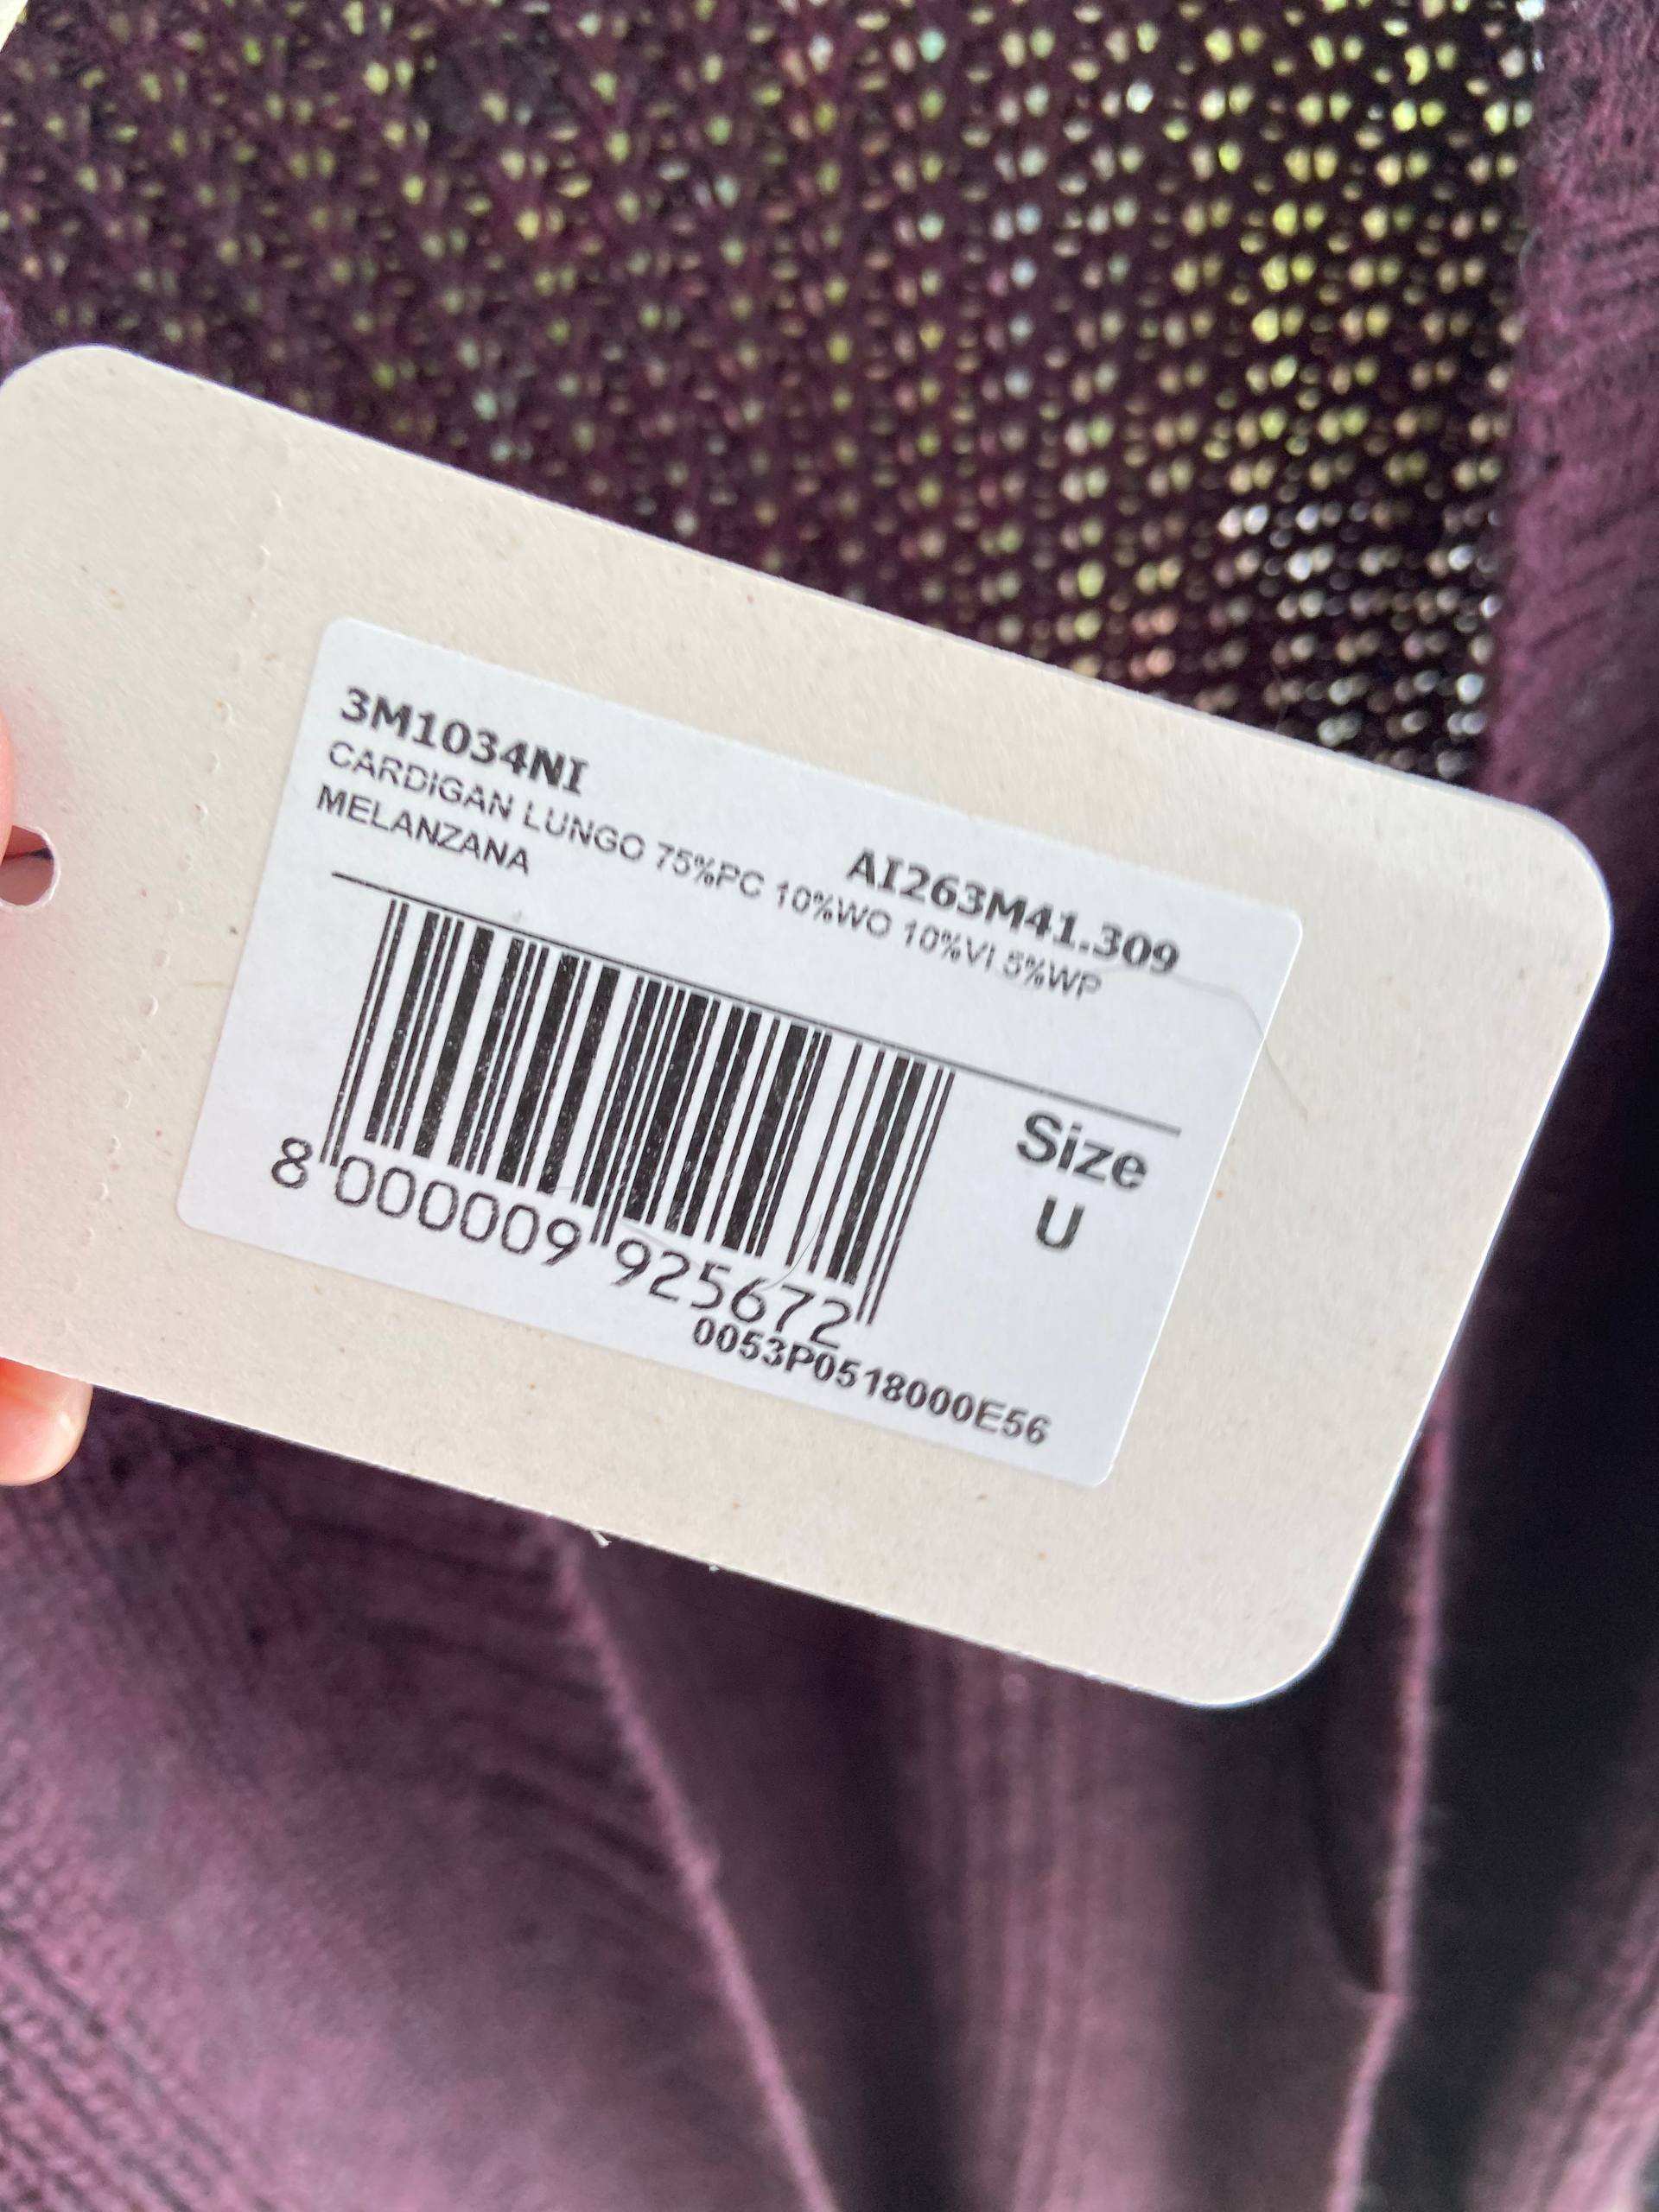 3M1034NI
AI263M41.309
CARDIGAN LUNGO 75%PC 10%WO 10%VI 5%WP
MELANZANA
Size
U
8 000009 925672
0053P0518000E56